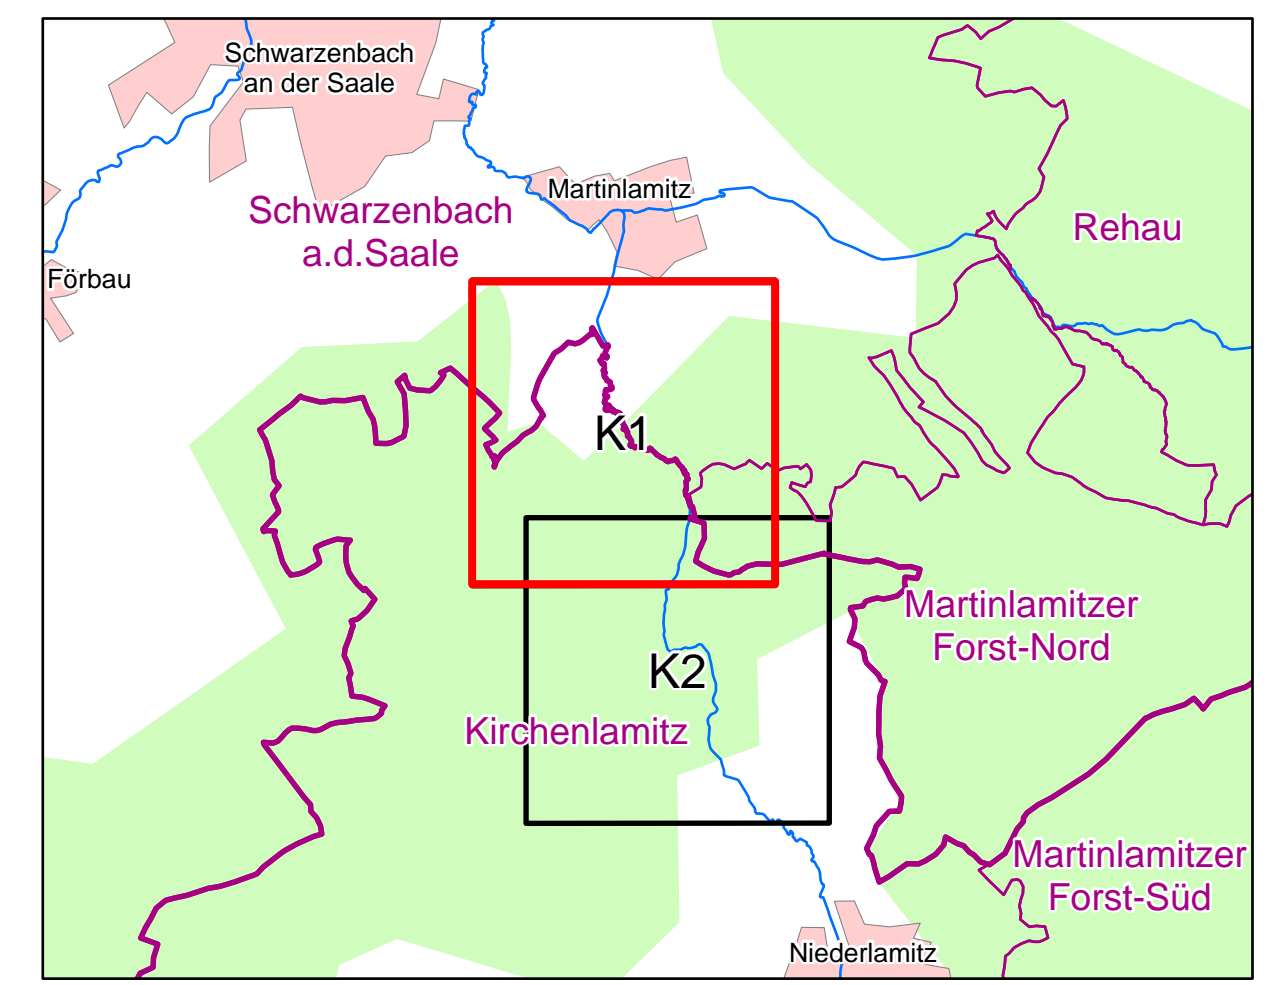 Schwarzenbach
an der Saale
Martinlamitz
Schwarzenbach
a.d.Saale
Rehau
Förbau
K1
Martinlamitzer
Forst-Nord
K2
Kirchenlamitz
Martinlamitzer
Forst-Süd
Niederlamitz